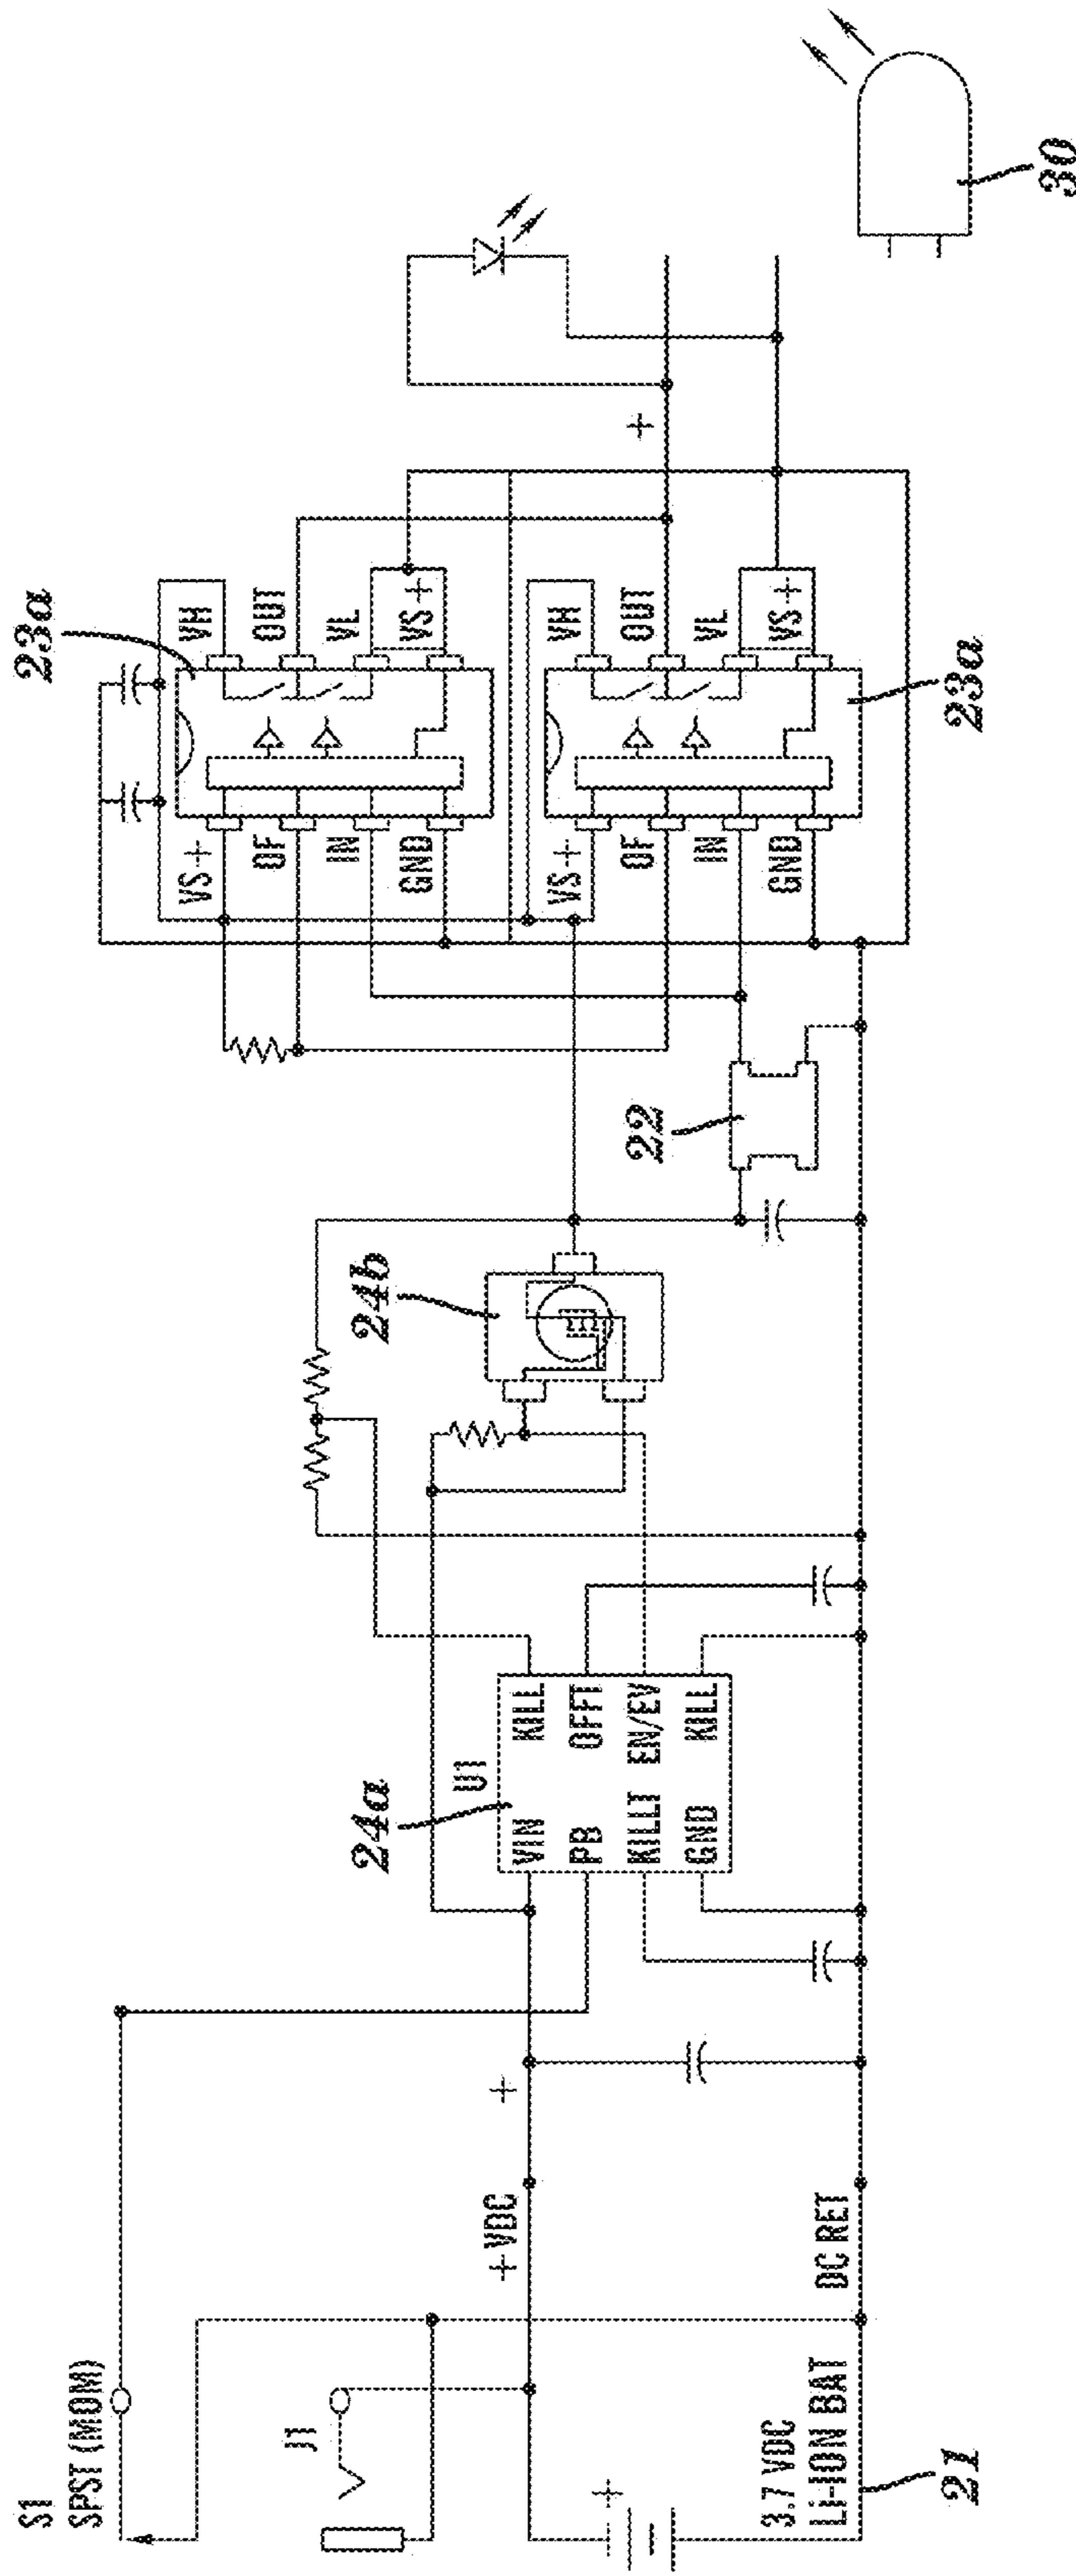 S1
SPST (MOM)
J1
+
3.7 VDC
Li-ION BAT
21
+ VDC
DC RET
+
24a
U1
VIN
PB
KILLT
GND
KILL
OFFT
EN/EV
KILL
24b
22
23a
VS+
OF
IN
GND
VH
OUT
VL
VS+
VS+
OF
IN
GND
VH
OUT
VL
VS+
23a
+
30